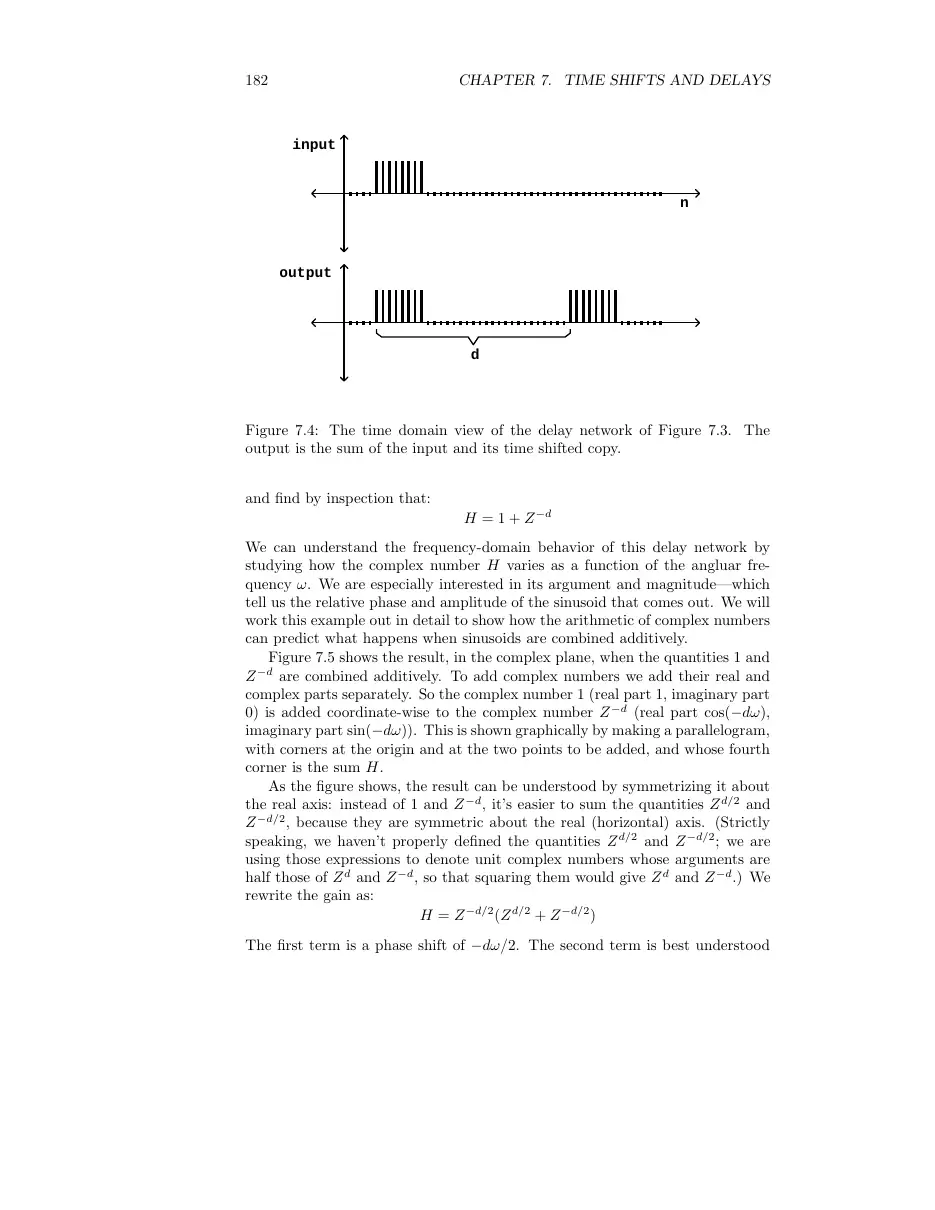 182 CHAPTER 7. TIME SHIFTS AND DELAYS
input
n
output
d
Figure 7.4: The time domain view of the delay network of Figure 7.3. The
output is the sum of the input and its time shifted copy.
and find by inspection that:
H = 1 + Z^{−d}
We can understand the frequency-domain behavior of this delay network by
studying how the complex number H varies as a function of the angluar fre-
quency ω. We are especially interested in its argument and magnitude—which
tell us the relative phase and amplitude of the sinusoid that comes out. We will
work this example out in detail to show how the arithmetic of complex numbers
can predict what happens when sinusoids are combined additively.
Figure 7.5 shows the result, in the complex plane, when the quantities 1 and
Z^{−d} are combined additively. To add complex numbers we add their real and
complex parts separately. So the complex number 1 (real part 1, imaginary part
0) is added coordinate-wise to the complex number Z^{−d} (real part cos(−dω),
imaginary part sin(−dω)). This is shown graphically by making a parallelogram,
with corners at the origin and at the two points to be added, and whose fourth
corner is the sum H.
As the figure shows, the result can be understood by symmetrizing it about
the real axis: instead of 1 and Z^{−d}, it's easier to sum the quantities Z^{d/2} and
Z^{−d/2}, because they are symmetric about the real (horizontal) axis. (Strictly
speaking, we haven't properly defined the quantities Z^{d/2} and Z^{−d/2}; we are
using those expressions to denote unit complex numbers whose arguments are
half those of Z^{d} and Z^{−d}, so that squaring them would give Z^{d} and Z^{−d}.) We
rewrite the gain as:
H = Z^{−d/2}(Z^{d/2} + Z^{−d/2})
The first term is a phase shift of −dω/2. The second term is best understood